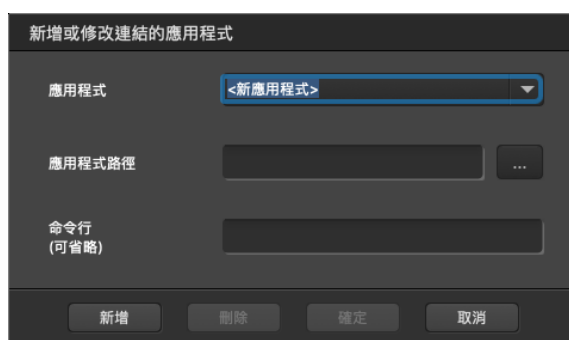 新增或修改連結的應用程式
應用程式
<新應用程式>
應用程式路徑
...
命令行
(可省略)
新增
刪除
確定
取消